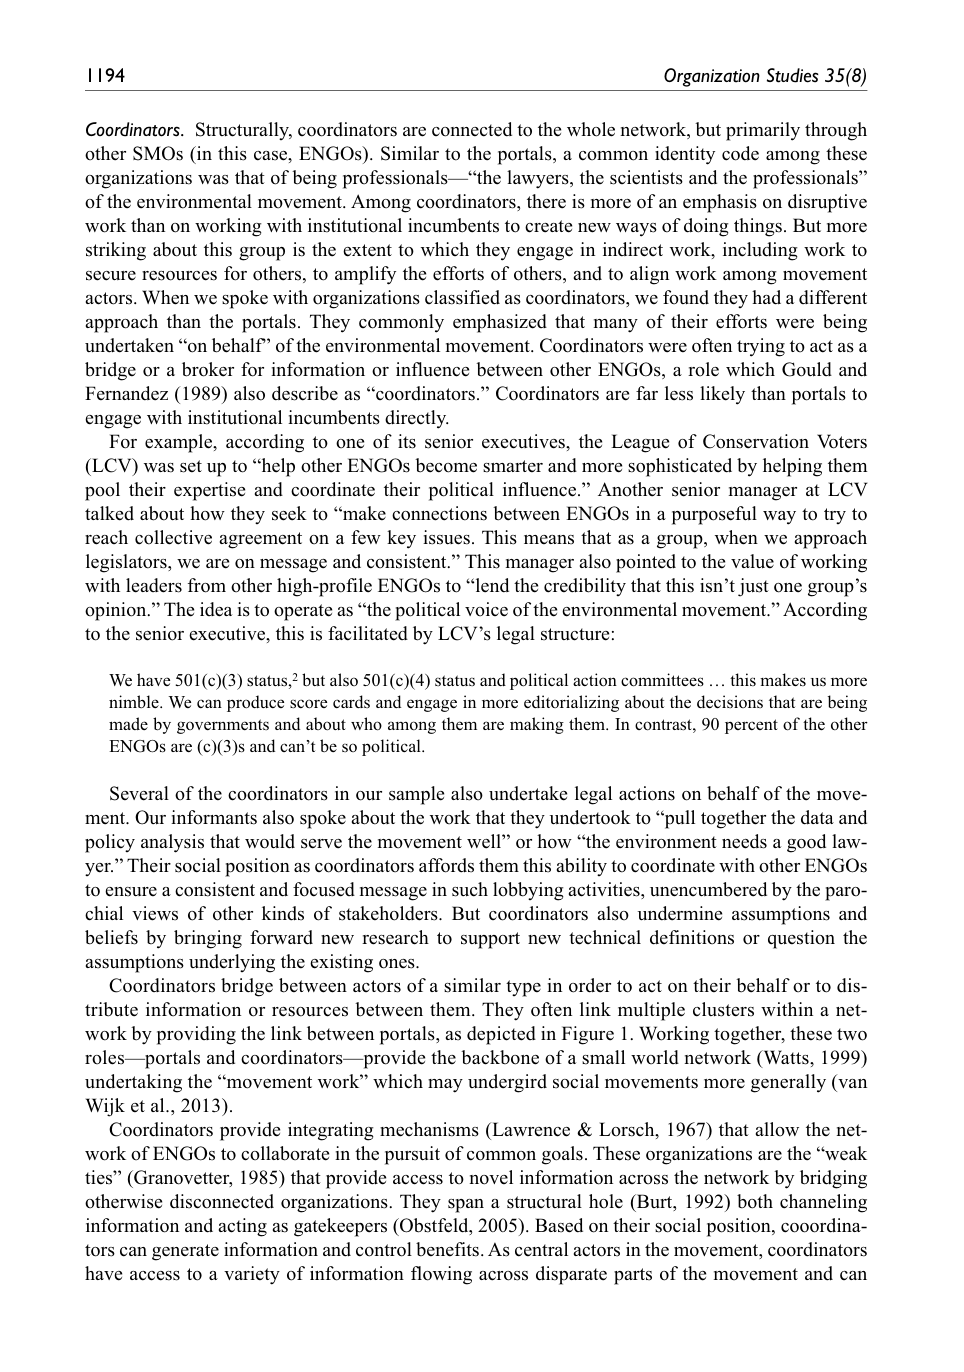 1194
Organization Studies 35(8)
Coordinators. Structurally, coordinators are connected to the whole network, but primarily through
other SMOs (in this case, ENGOs). Similar to the portals, a common identity code among these
organizations was that of being professionals—“the lawyers, the scientists and the professionals”
of the environmental movement. Among coordinators, there is more of an emphasis on disruptive
work than on working with institutional incumbents to create new ways of doing things. But more
striking about this group is the extent to which they engage in indirect work, including work to
secure resources for others, to amplify the efforts of others, and to align work among movement
actors. When we spoke with organizations classified as coordinators, we found they had a different
approach than the portals. They commonly emphasized that many of their efforts were being
undertaken “on behalf” of the environmental movement. Coordinators were often trying to act as a
bridge or a broker for information or influence between other ENGOs, a role which Gould and
Fernandez (1989) also describe as “coordinators.” Coordinators are far less likely than portals to
engage with institutional incumbents directly.
For example, according to one of its senior executives, the League of Conservation Voters
(LCV) was set up to “help other ENGOs become smarter and more sophisticated by helping them
pool their expertise and coordinate their political influence.” Another senior manager at LCV
talked about how they seek to “make connections between ENGOs in a purposeful way to try to
reach collective agreement on a few key issues. This means that as a group, when we approach
legislators, we are on message and consistent.” This manager also pointed to the value of working
with leaders from other high-profile ENGOs to “lend the credibility that this isn’t just one group’s
opinion.” The idea is to operate as “the political voice of the environmental movement.” According
to the senior executive, this is facilitated by LCV’s legal structure:
We have 501(c)(3) status,² but also 501(c)(4) status and political action committees … this makes us more
nimble. We can produce score cards and engage in more editorializing about the decisions that are being
made by governments and about who among them are making them. In contrast, 90 percent of the other
ENGOs are (c)(3)s and can’t be so political.
Several of the coordinators in our sample also undertake legal actions on behalf of the move-
ment. Our informants also spoke about the work that they undertook to “pull together the data and
policy analysis that would serve the movement well” or how “the environment needs a good law-
yer.” Their social position as coordinators affords them this ability to coordinate with other ENGOs
to ensure a consistent and focused message in such lobbying activities, unencumbered by the paro-
chial views of other kinds of stakeholders. But coordinators also undermine assumptions and
beliefs by bringing forward new research to support new technical definitions or question the
assumptions underlying the existing ones.
Coordinators bridge between actors of a similar type in order to act on their behalf or to dis-
tribute information or resources between them. They often link multiple clusters within a net-
work by providing the link between portals, as depicted in Figure 1. Working together, these two
roles—portals and coordinators—provide the backbone of a small world network (Watts, 1999)
undertaking the “movement work” which may undergird social movements more generally (van
Wijk et al., 2013).
Coordinators provide integrating mechanisms (Lawrence & Lorsch, 1967) that allow the net-
work of ENGOs to collaborate in the pursuit of common goals. These organizations are the “weak
ties” (Granovetter, 1985) that provide access to novel information across the network by bridging
otherwise disconnected organizations. They span a structural hole (Burt, 1992) both channeling
information and acting as gatekeepers (Obstfeld, 2005). Based on their social position, cooordina-
tors can generate information and control benefits. As central actors in the movement, coordinators
have access to a variety of information flowing across disparate parts of the movement and can